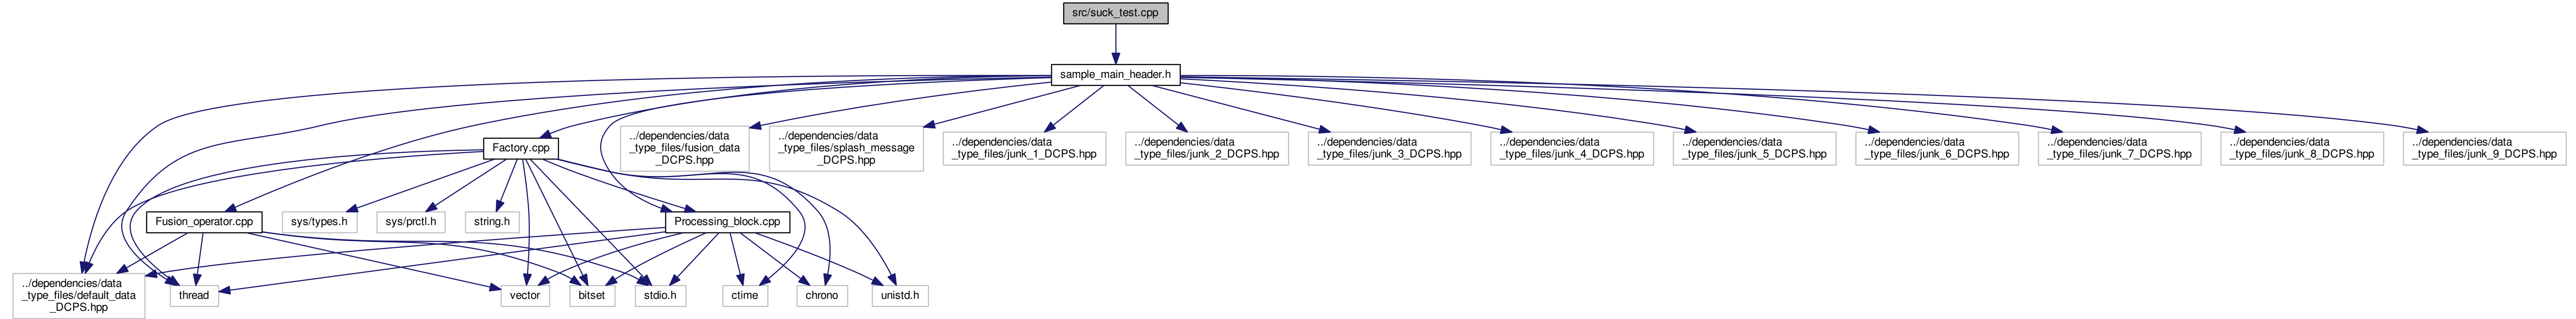 src/suck_test.cpp
sample_main_header.h
Factory.cpp
../dependencies/data
_type_files/fusion_data
_DCPS.hpp
../dependencies/data
_type_files/splash_message
_DCPS.hpp
../dependencies/data
_type_files/junk_1_DCPS.hpp
../dependencies/data
_type_files/junk_2_DCPS.hpp
../dependencies/data
_type_files/junk_3_DCPS.hpp
../dependencies/data
_type_files/junk_4_DCPS.hpp
../dependencies/data
_type_files/junk_5_DCPS.hpp
../dependencies/data
_type_files/junk_6_DCPS.hpp
../dependencies/data
_type_files/junk_7_DCPS.hpp
../dependencies/data
_type_files/junk_8_DCPS.hpp
../dependencies/data
_type_files/junk_9_DCPS.hpp
Fusion_operator.cpp
sys/types.h
sys/prctl.h
string.h
Processing_block.cpp
../dependencies/data
_type_files/default_data
_DCPS.hpp
thread
vector
bitset
stdio.h
ctime
chrono
unistd.h